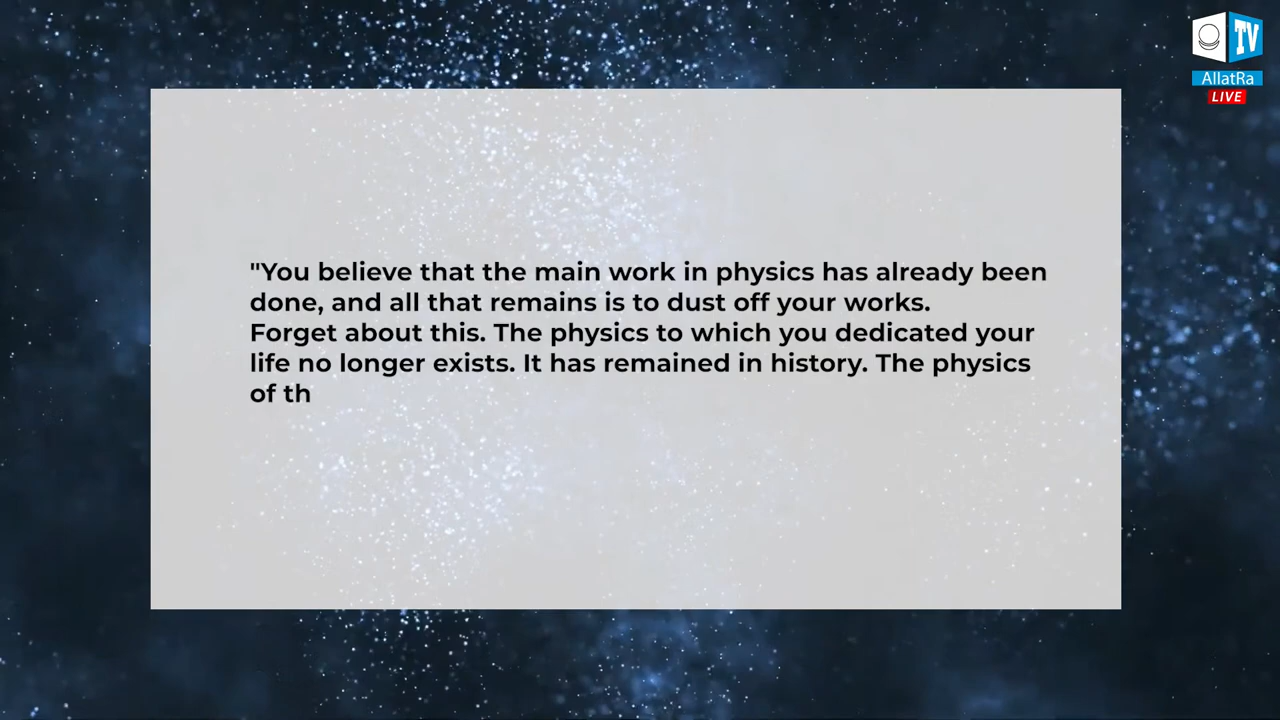 TV
AllatRa
LIVE
"You believe that the main work in physics has already been
done, and all that remains is to dust off your works.
Forget about this. The physics to which you dedicated your
life no longer exists. It has remained in history. The physics
of th